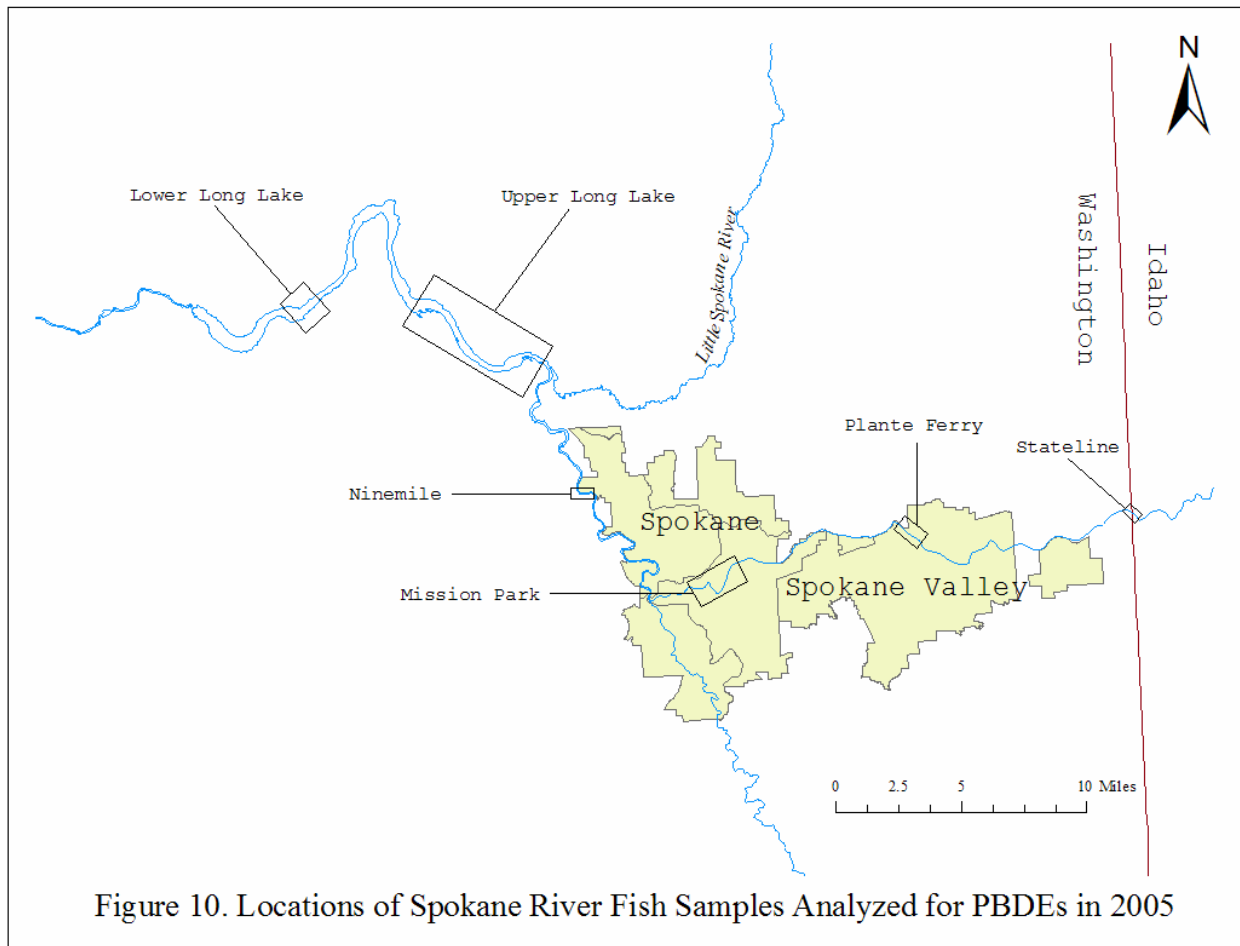 N
Lower Long Lake
Upper Long Lake
Little Spokane River
Washington
Idaho
Plante Ferry
Stateline
Ninemile
Spokane
Mission Park
Spokane Valley
0 2.5 5 10 Miles
Figure 10. Locations of Spokane River Fish Samples Analyzed for PBDEs in 2005